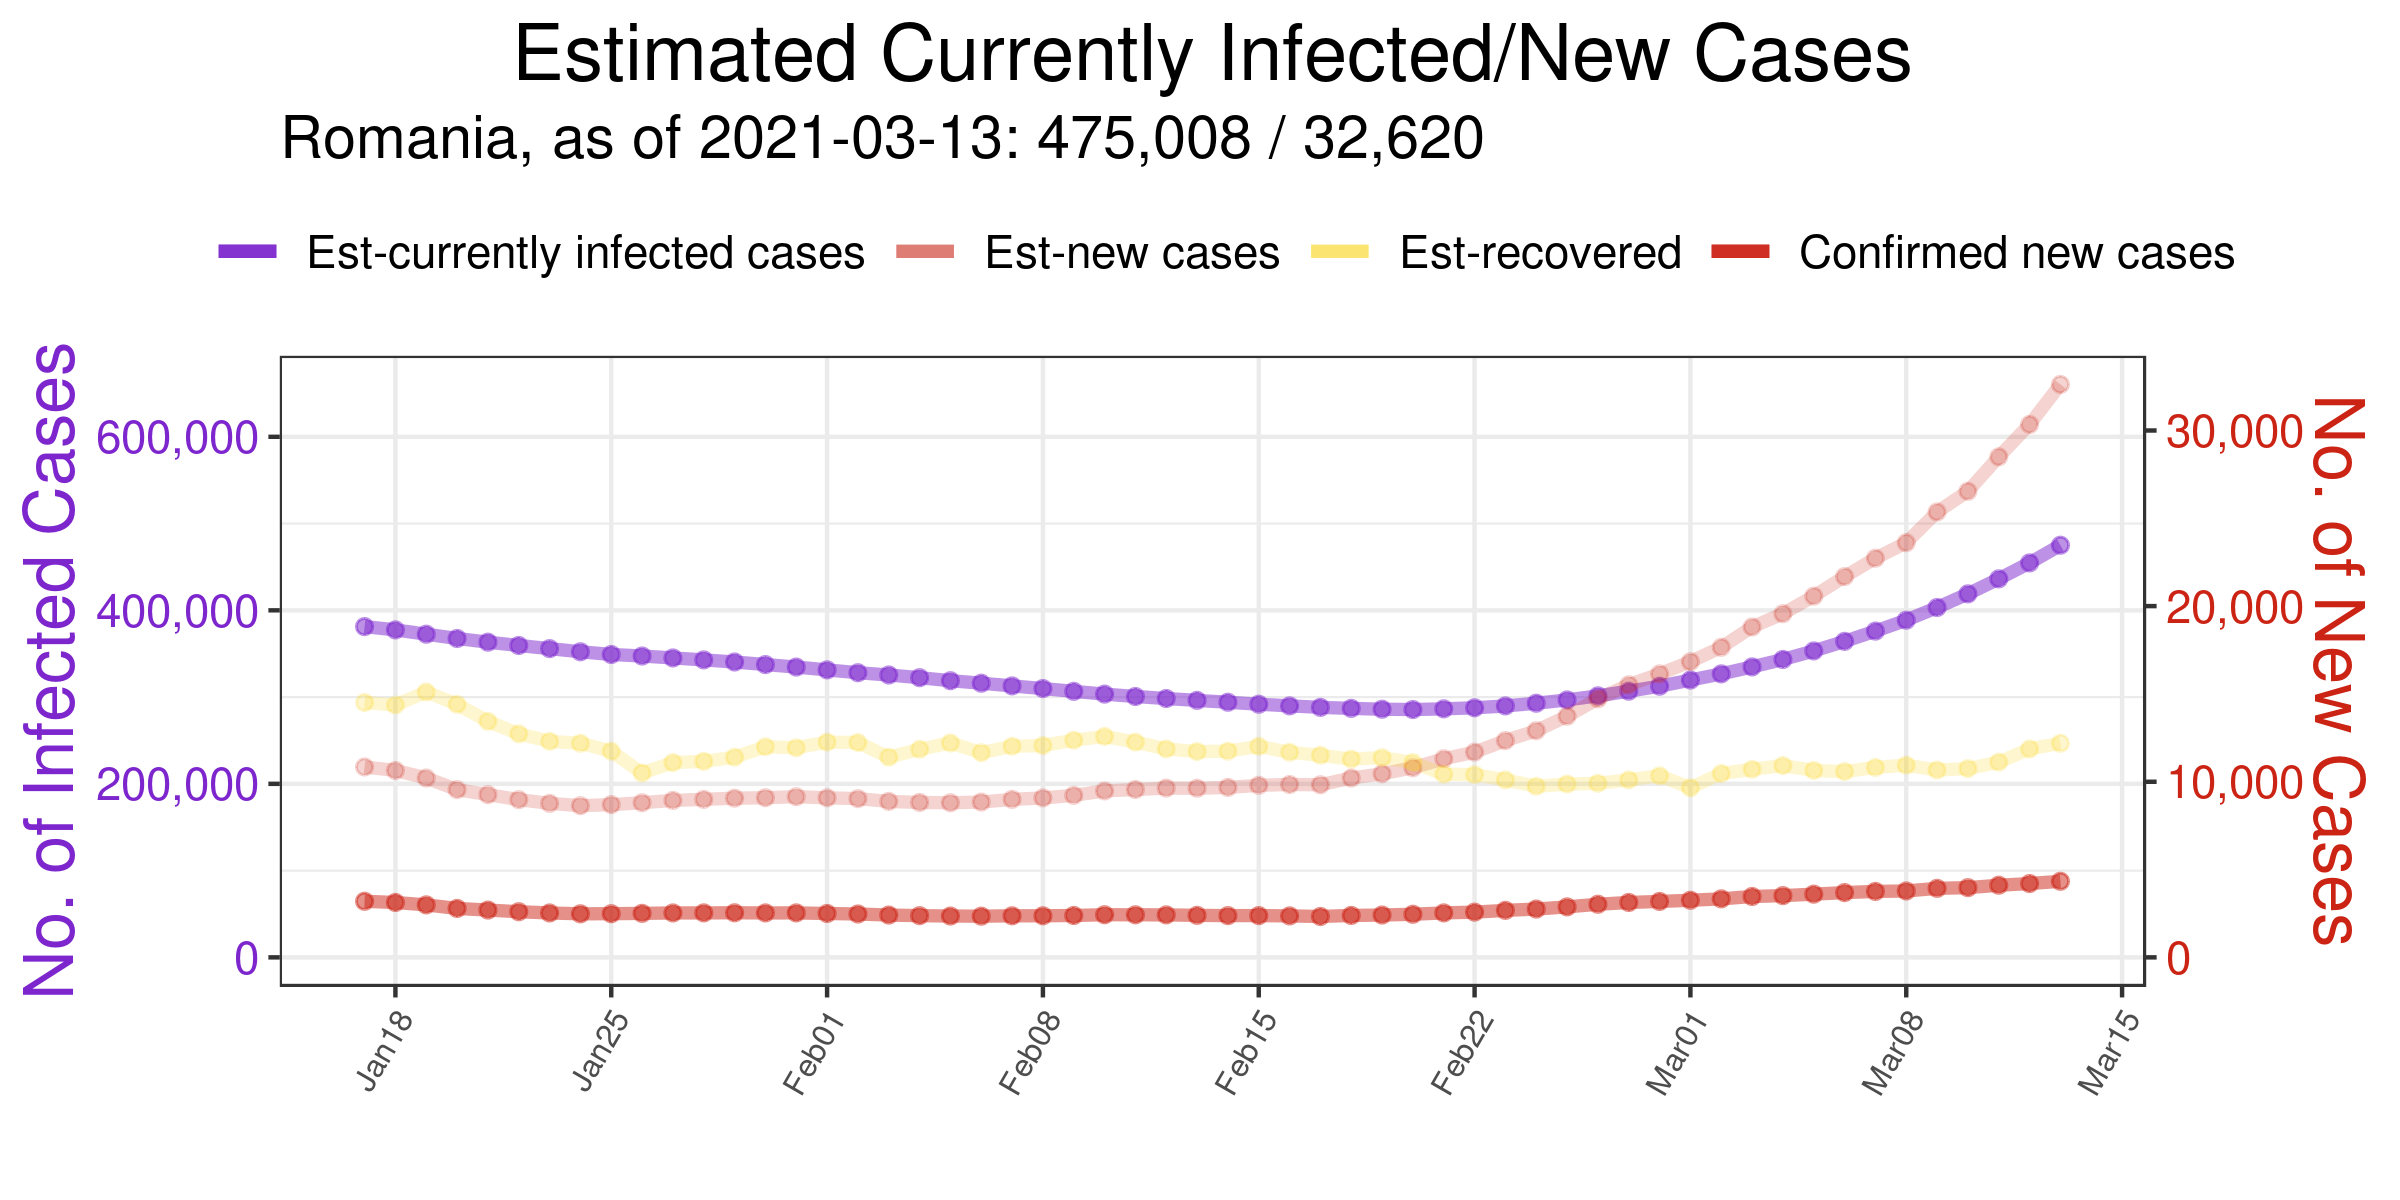 Estimated Currently Infected/New Cases
Romania, as of 2021-03-13: 475,008 / 32,620
Est-currently infected cases Est-new cases Est-recovered Confirmed new cases
No. of Infected Cases
600,000
400,000
200,000
0
30,000
20,000
10,000
0
No. of New Cases
Jan18 Jan25 Feb01 Feb08 Feb15 Feb22 Mar01 Mar08 Mar15